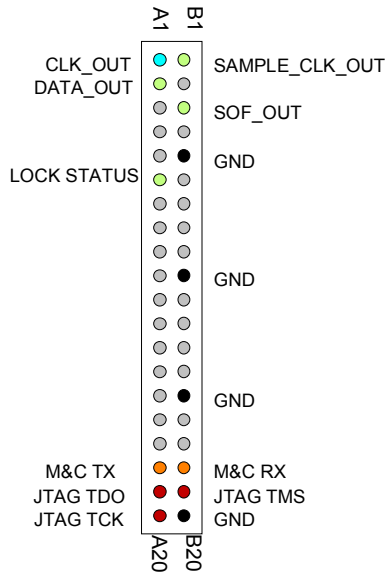 A1 B1
CLK_OUT SAMPLE_CLK_OUT
DATA_OUT
SOF_OUT
GND
LOCK STATUS
GND
GND
M&C TX M&C RX
JTAG TDO JTAG TMS
JTAG TCK GND
A20 B20